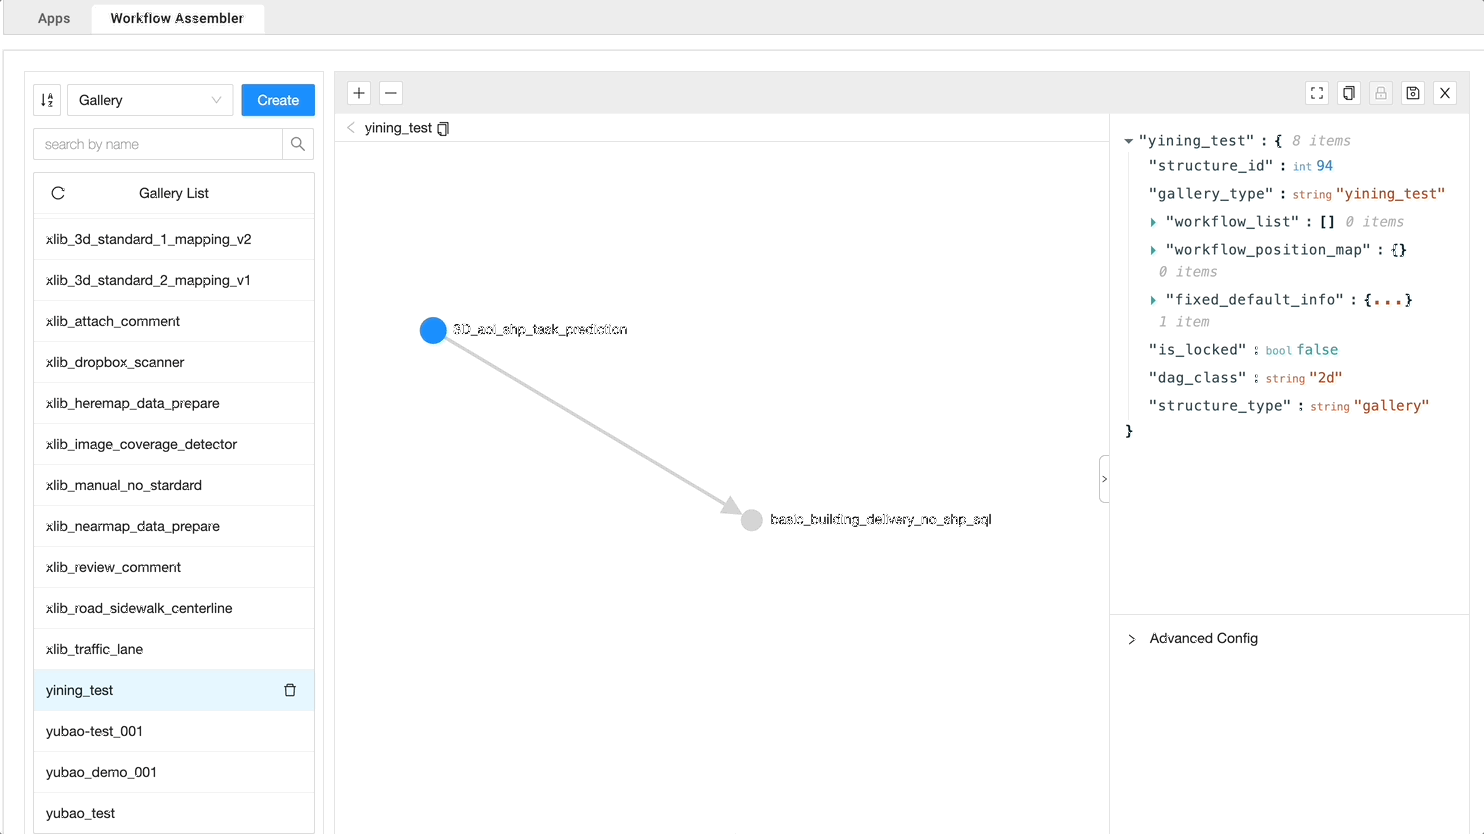 Apps
Workflow Assembler
Gallery
Create
search by name
Gallery List
xlib_3d_standard_1_mapping_v2
xlib_3d_standard_2_mapping_v1
xlib_attach_comment
xlib_dropbox_scanner
xlib_heremap_data_prepare
xlib_image_coverage_detector
xlib_manual_no_stardard
xlib_nearmap_data_prepare
xlib_review_comment
xlib_road_sidewalk_centerline
xlib_traffic_lane
yining_test
yubao-test_001
yubao_demo_001
yubao_test
yining_test
3D_aoi_shp_task_prediction
basic_building_delivery_no_shp_sql
"yining_test" : { 8 items
"structure_id" : int 94
"gallery_type" : string "yining_test"
"workflow_list" : [] 0 items
"workflow_position_map" : {}
0 items
"fixed_default_info" : {...}
1 item
"is_locked" : bool false
"dag_class" : string "2d"
"structure_type" : string "gallery"
}
Advanced Config